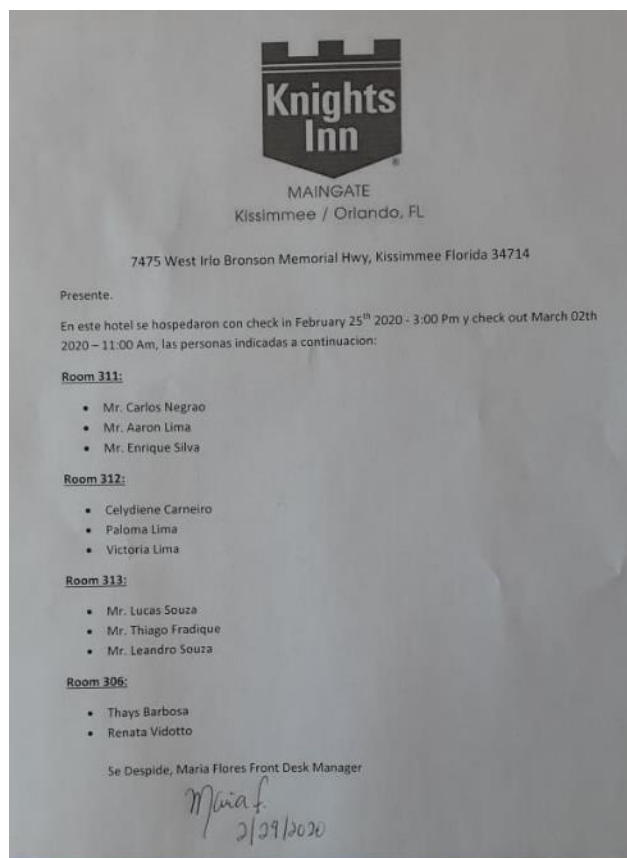 Knights
Inn
®
MAINGATE
Kissimmee / Orlando, FL
7475 West Irlo Bronson Memorial Hwy, Kissimmee Florida 34714
Presente.
En este hotel se hospedaron con check in February 25th 2020 - 3:00 Pm y check out March 02th
2020 – 11:00 Am, las personas indicadas a continuacion:
Room 311:
• Mr. Carlos Negrao
• Mr. Aaron Lima
• Mr. Enrique Silva
Room 312:
• Celydiene Carneiro
• Paloma Lima
• Victoria Lima
Room 313:
• Mr. Lucas Souza
• Mr. Thiago Fradique
• Mr. Leandro Souza
Room 306:
• Thays Barbosa
• Renata Vidotto
Se Despide, Maria Flores Front Desk Manager
Maria f.
2/29/2020